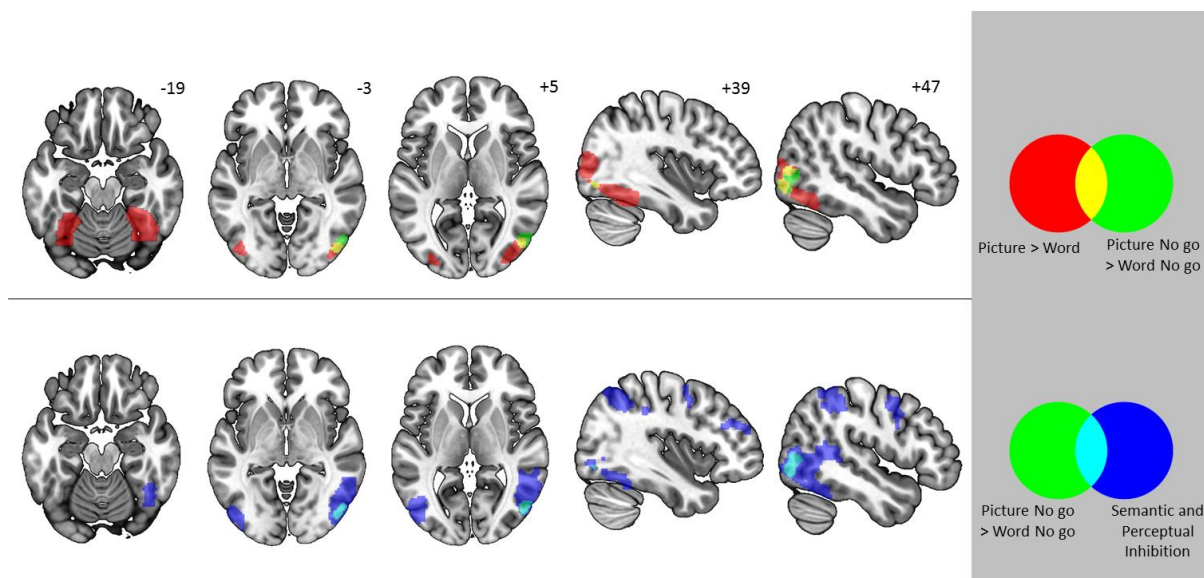 -19
-3
+5
+39
+47
Picture > Word
Picture No go
> Word No go
Picture No go
> Word No go
Semantic and
Perceptual
Inhibition